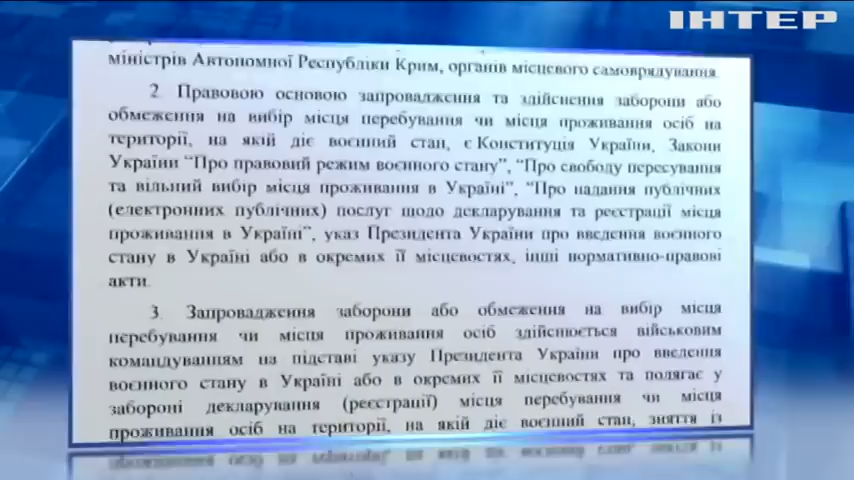 ІНТЕР
міністрів Автономної Республіки Крим, органів місцевого самоврядування.
2. Правовою основою запровадження та здійснення заборони або
обмеження на вибір місця перебування чи місця проживання осіб на
території, на якій діє воєнний стан, є Конституція України, Закони
України “Про правовий режим воєнного стану”, “Про свободу пересування
та вільний вибір місця проживання в Україні”, “Про надання публічних
(електронних публічних) послуг щодо декларування та реєстрації місця
проживання в Україні”, указ Президента України про введення воєнного
стану в Україні або в окремих її місцевостях, інші нормативно-правові
акти.
3. Запровадження заборони або обмеження на вибір місця
перебування чи місця проживання осіб здійснюється військовим
командуванням на підставі указу Президента України про введення
воєнного стану в Україні або в окремих її місцевостях та полягає у
забороні декларування (реєстрації) місця перебування чи місця
проживання осіб на території, на якій діє воєнний стан, зняття із